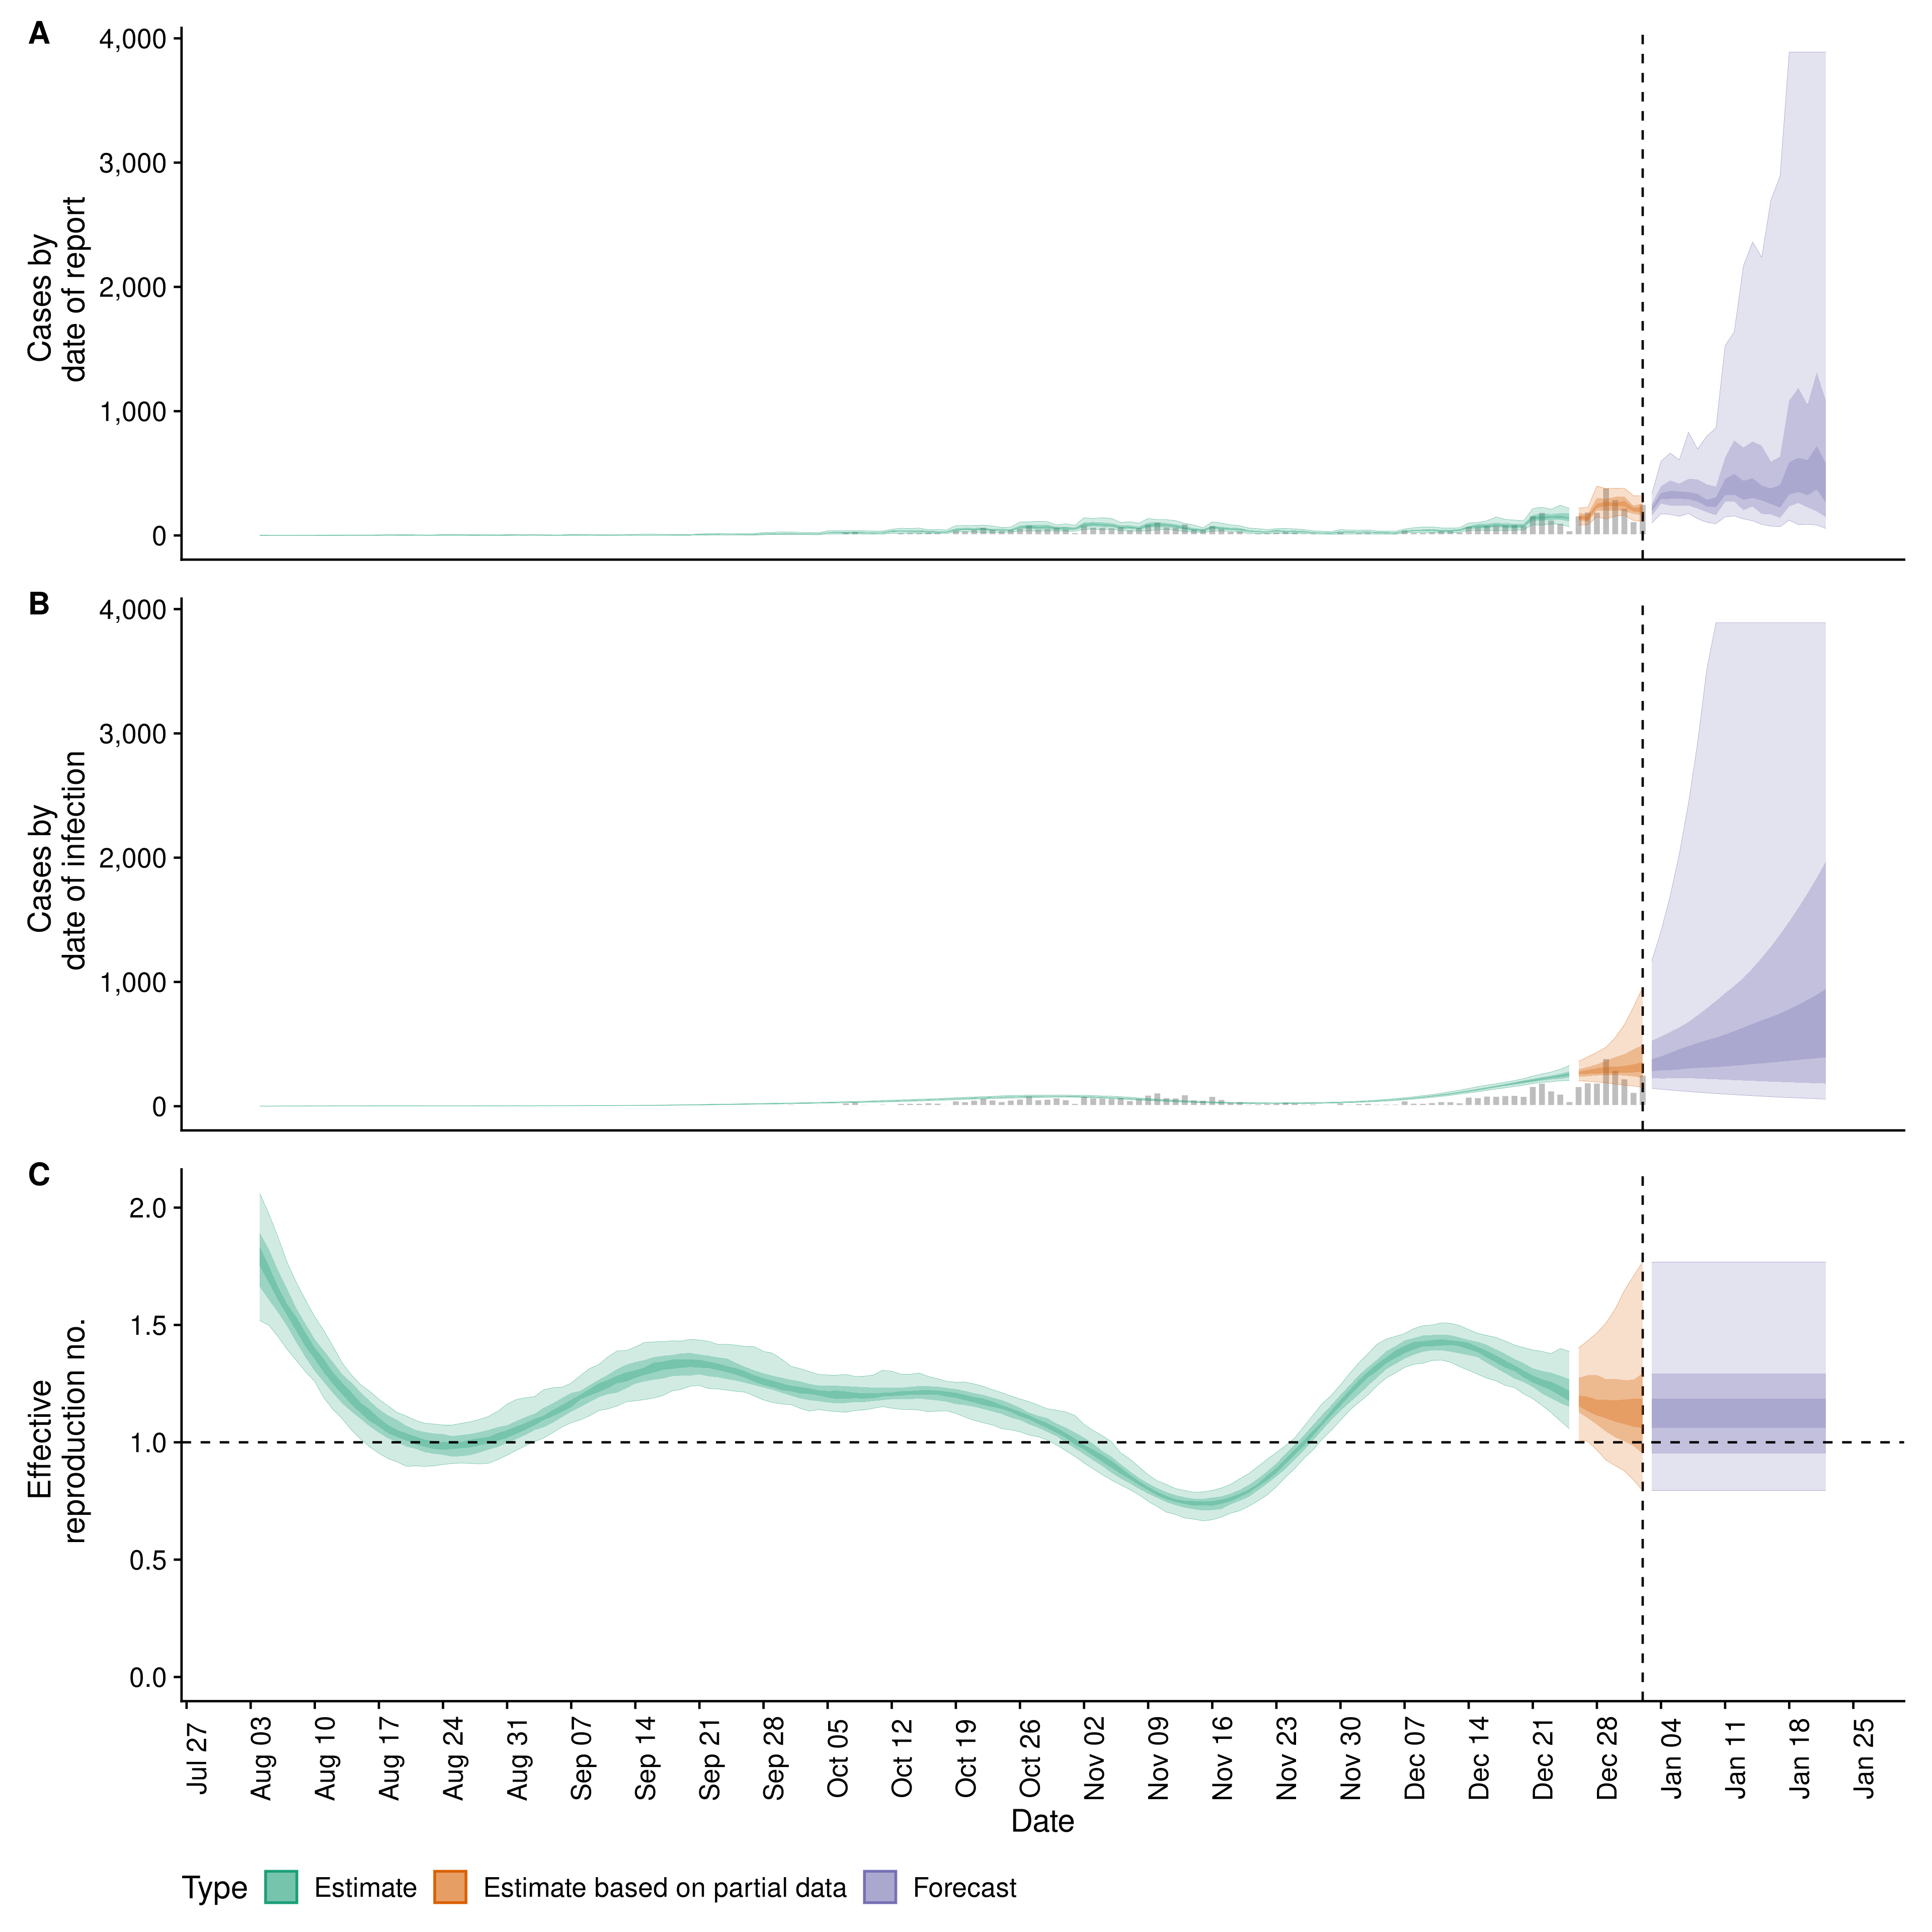 A
4,000
3,000
2,000
1,000
0
Cases by
date of report
B
4,000
3,000
2,000
1,000
0
Cases by
date of infection
C
2.0
1.5
1.0
0.5
0.0
Effective
reproduction no.
Jul 27
Aug 03
Aug 10
Aug 17
Aug 24
Aug 31
Sep 07
Sep 14
Sep 21
Sep 28
Oct 05
Oct 12
Oct 19
Oct 26
Nov 02
Nov 09
Nov 16
Nov 23
Nov 30
Dec 07
Dec 14
Dec 21
Dec 28
Jan 04
Jan 11
Jan 18
Jan 25
Date
Type Estimate Estimate based on partial data Forecast